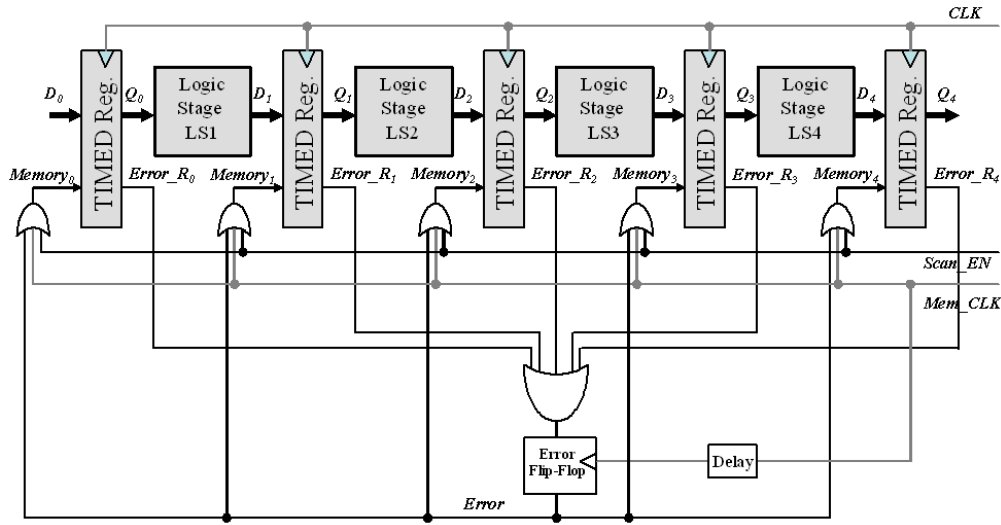 CLK
D0 Q0 Logic Stage LS1 D1 Q1 Logic Stage LS2 D2 Q2 Logic Stage LS3 D3 Q3 Logic Stage LS4 D4 Q4
TIMED Reg. TIMED Reg. TIMED Reg. TIMED Reg. TIMED Reg.
Memory0 Error_R0 Memory1 Error_R1 Memory2 Error_R2 Memory3 Error_R3 Memory4 Error_R4
Scan_EN
Mem_CLK
Error
Flip-Flop
Delay
Error